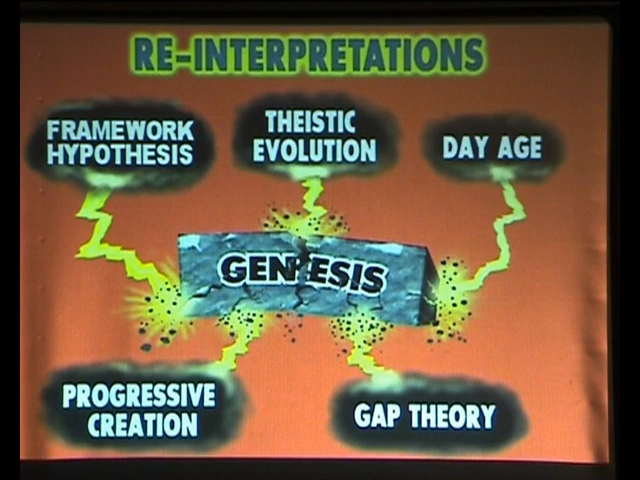 RE-INTERPRETATIONS
FRAMEWORK
HYPOTHESIS
THEISTIC
EVOLUTION
DAY AGE
GENESIS
PROGRESSIVE
CREATION
GAP THEORY